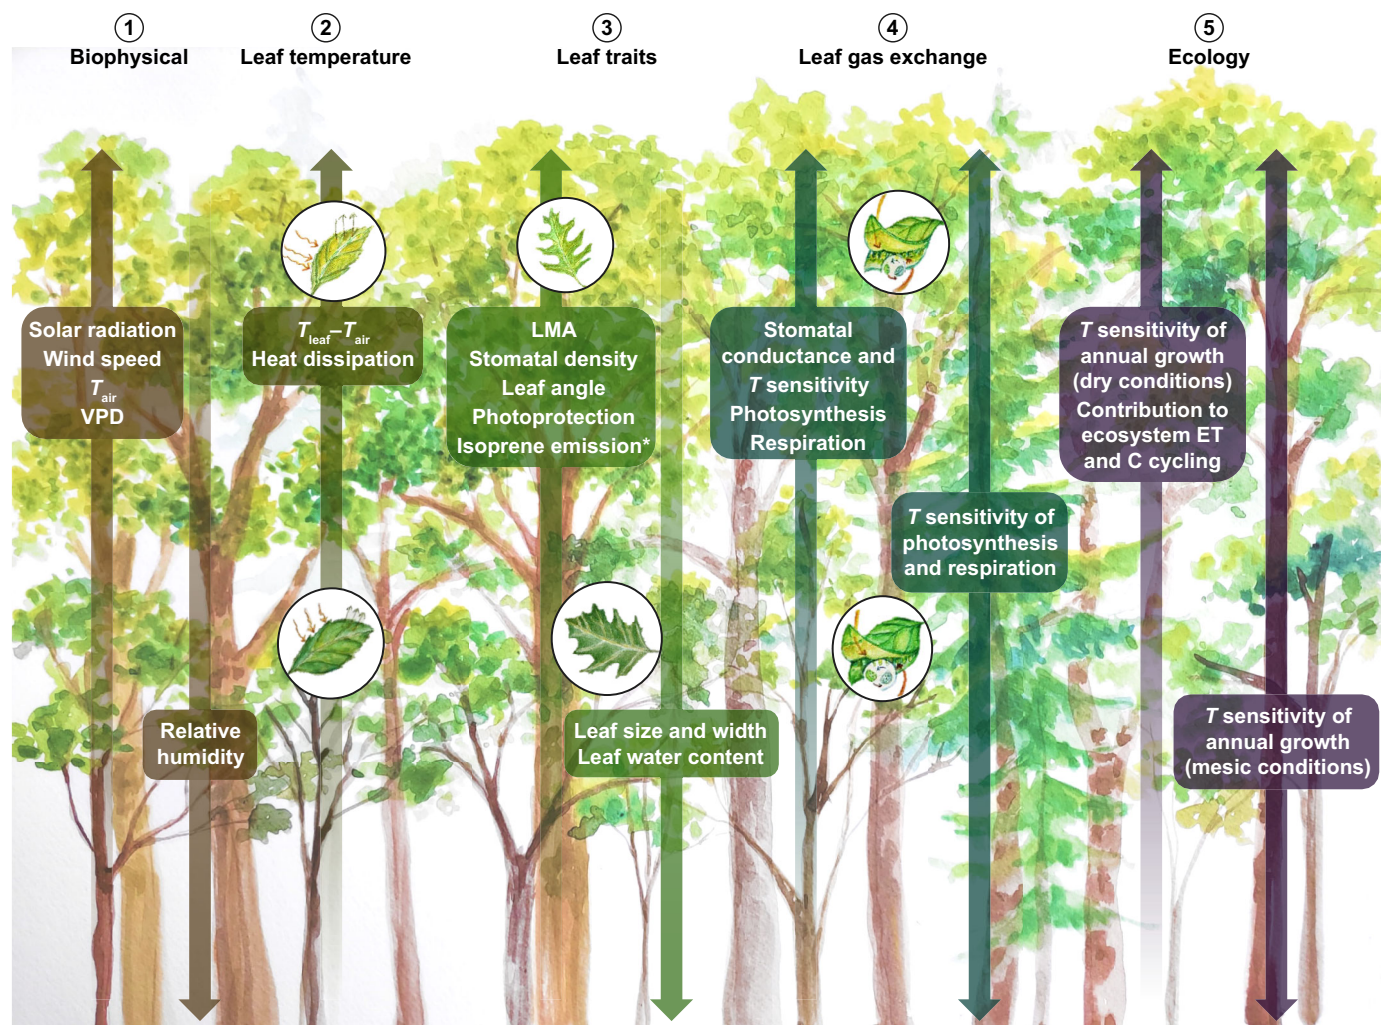 1
Biophysical
Solar radiation
Wind speed
T air
VPD
Relative
humidity
2
Leaf temperature
T leaf–T air
Heat dissipation
3
Leaf traits
LMA
Stomatal density
Leaf angle
Photoprotection
Isoprene emission*
Leaf size and width
Leaf water content
4
Leaf gas exchange
Stomatal
conductance and
T sensitivity
Photosynthesis
Respiration
T sensitivity of
photosynthesis
and respiration
5
Ecology
T sensitivity of
annual growth
(dry conditions)
Contribution to
ecosystem ET
and C cycling
T sensitivity of
annual growth
(mesic conditions)